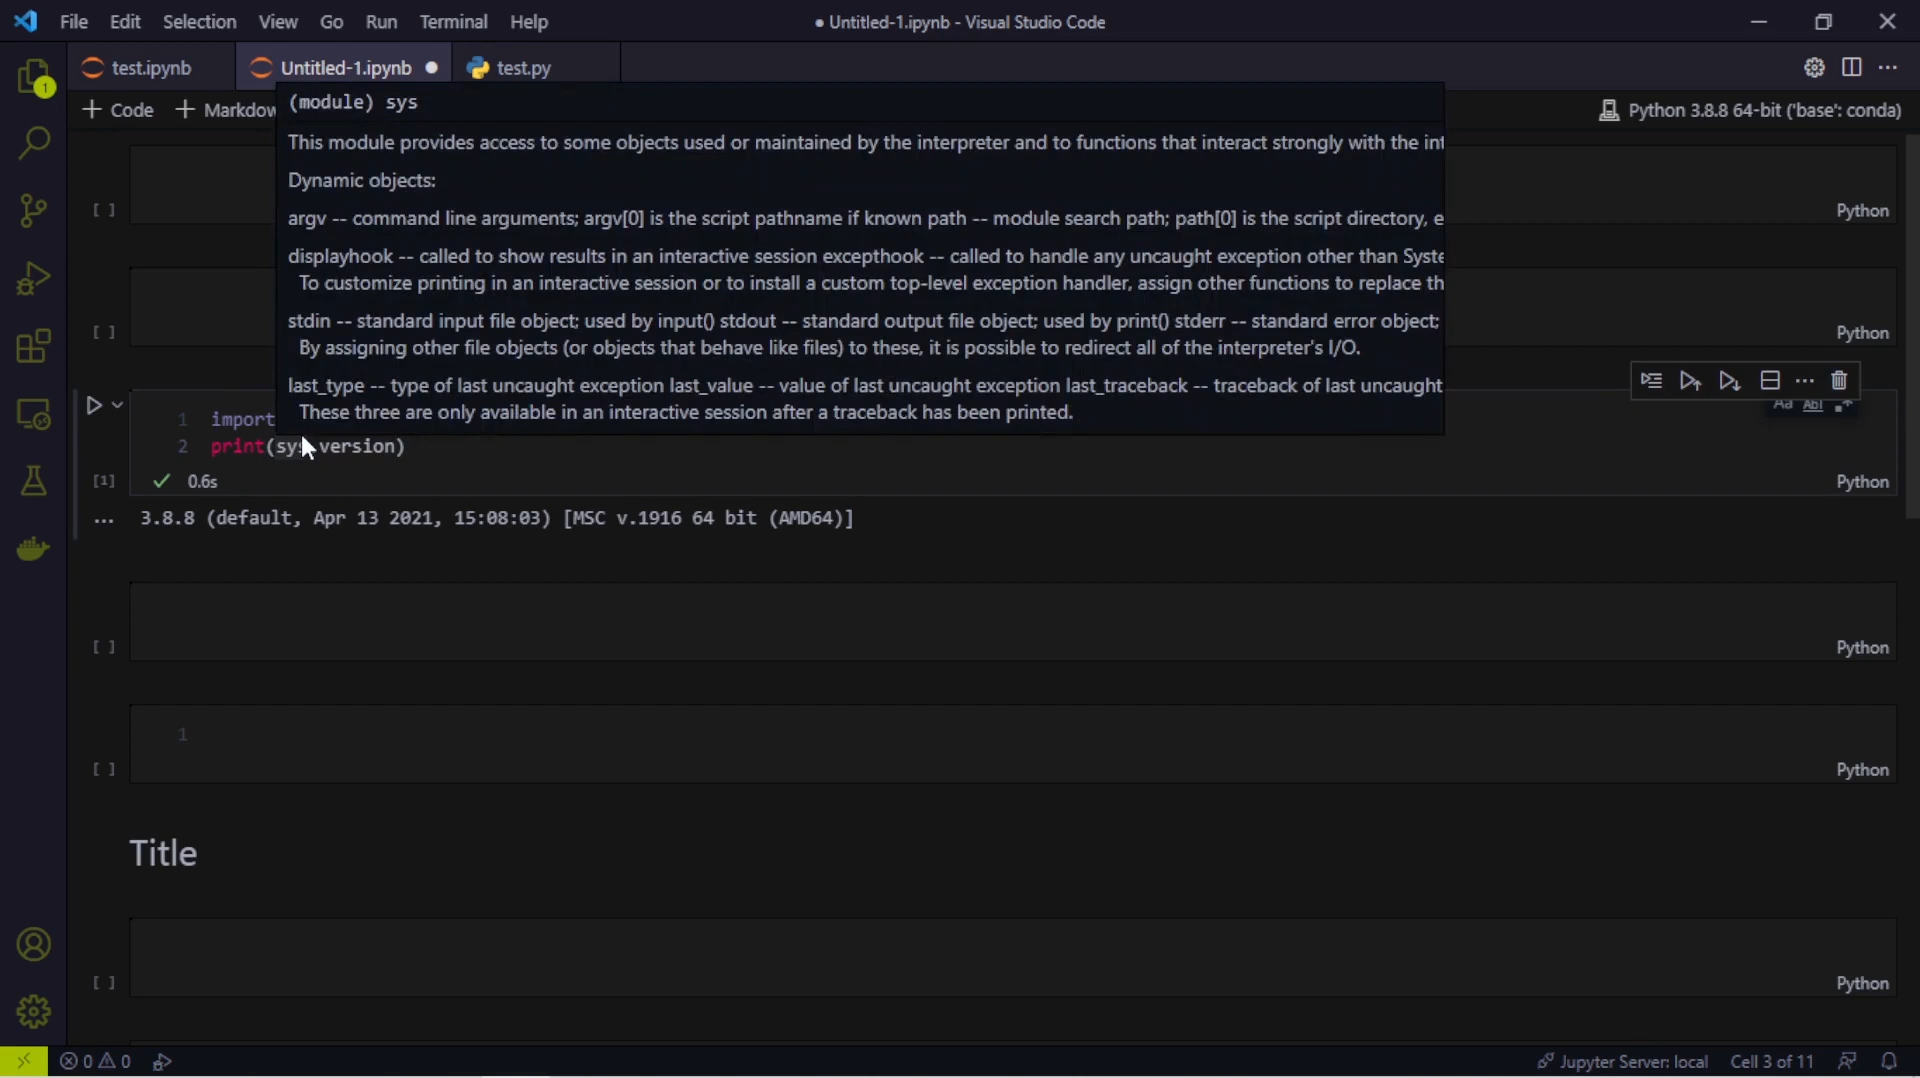 File Edit Selection View Go Run Terminal Help
● Untitled-1.ipynb - Visual Studio Code
test.ipynb
Untitled-1.ipynb ●
test.py
+ Code + Markdow
Python 3.8.8 64-bit ('base': conda)
1
(module) sys
This module provides access to some objects used or maintained by the interpreter and to functions that interact strongly with the int
Dynamic objects:
argv -- command line arguments; argv[0] is the script pathname if known path -- module search path; path[0] is the script directory, e
displayhook -- called to show results in an interactive session excepthook -- called to handle any uncaught exception other than Syste
To customize printing in an interactive session or to install a custom top-level exception handler, assign other functions to replace th
stdin -- standard input file object; used by input() stdout -- standard output file object; used by print() stderr -- standard error object;
By assigning other file objects (or objects that behave like files) to these, it is possible to redirect all of the interpreter's I/O.
last_type -- type of last uncaught exception last_value -- value of last uncaught exception last_traceback -- traceback of last uncaught
These three are only available in an interactive session after a traceback has been printed.
[ ]
Python
[ ]
Python
Aa Abl .*
1 import
2 print(sys.version)
[1] ✓ 0.6s
Python
... 3.8.8 (default, Apr 13 2021, 15:08:03) [MSC v.1916 64 bit (AMD64)]
[ ]
Python
1
[ ]
Python
Title
[ ]
Python
0 0
Jupyter Server: local
Cell 3 of 11